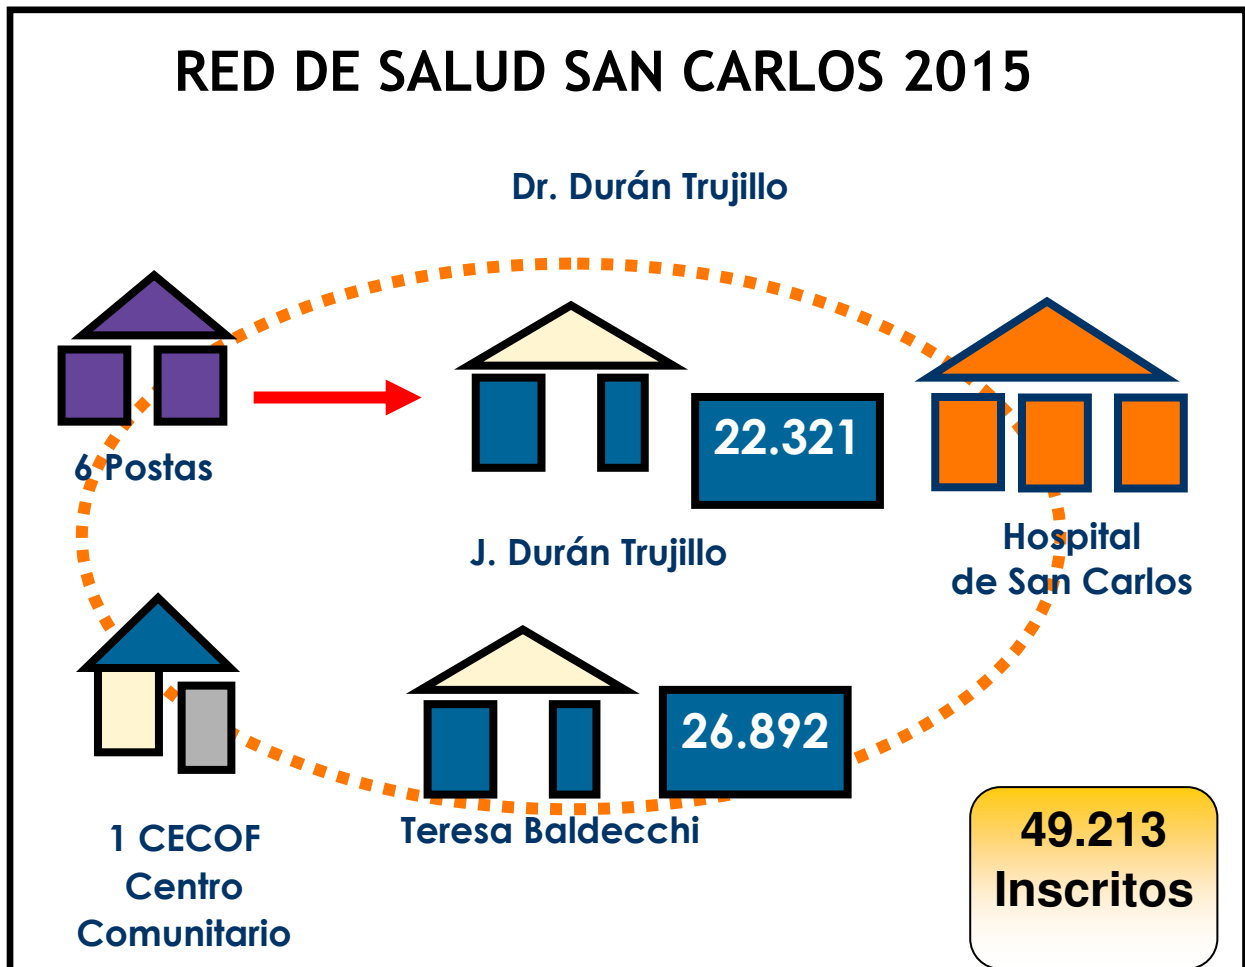 RED DE SALUD SAN CARLOS 2015
Dr. Durán Trujillo
6 Postas
22.321
J. Durán Trujillo
Hospital
de San Carlos
26.892
Teresa Baldecchi
1 CECOF
Centro
Comunitario
49.213
Inscritos